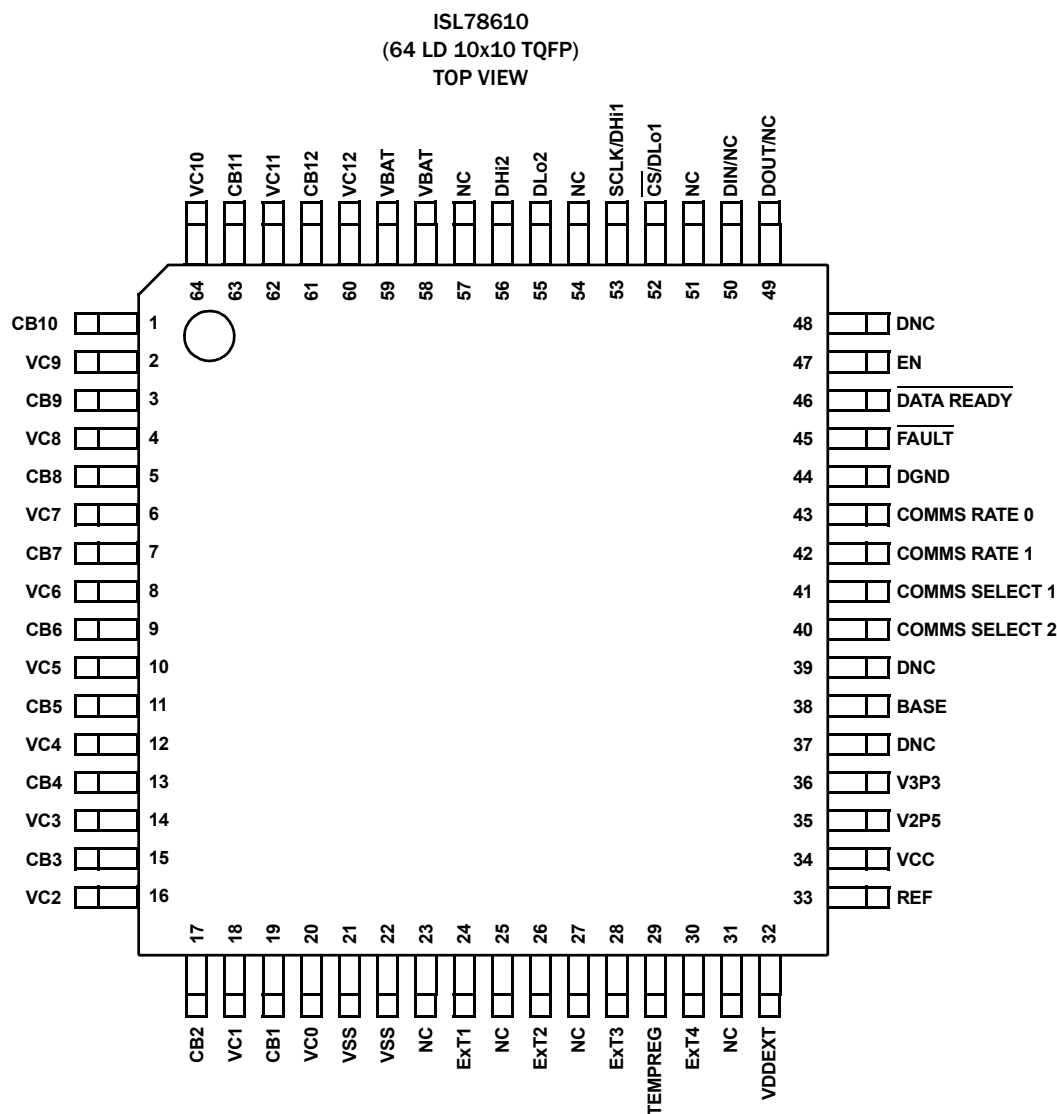 ISL78610
(64 LD 10x10 TQFP)
TOP VIEW
VC10
CB11
VC11
CB12
VC12
VBAT
VBAT
NC
DHi2
DLo2
NC
SCLK/DHi1
CS/DLo1
NC
DIN/NC
DOUT/NC
64
63
62
61
60
59
58
57
56
55
54
53
52
51
50
49
CB10 1
VC9 2
CB9 3
VC8 4
CB8 5
VC7 6
CB7 7
VC6 8
CB6 9
VC5 10
CB5 11
VC4 12
CB4 13
VC3 14
CB3 15
VC2 16
48 DNC
47 EN
46 DATA READY
45 FAULT
44 DGND
43 COMMS RATE 0
42 COMMS RATE 1
41 COMMS SELECT 1
40 COMMS SELECT 2
39 DNC
38 BASE
37 DNC
36 V3P3
35 V2P5
34 VCC
33 REF
17
18
19
20
21
22
23
24
25
26
27
28
29
30
31
32
CB2
VC1
CB1
VC0
VSS
VSS
NC
ExT1
NC
ExT2
NC
ExT3
TEMPREG
ExT4
NC
VDDEXT